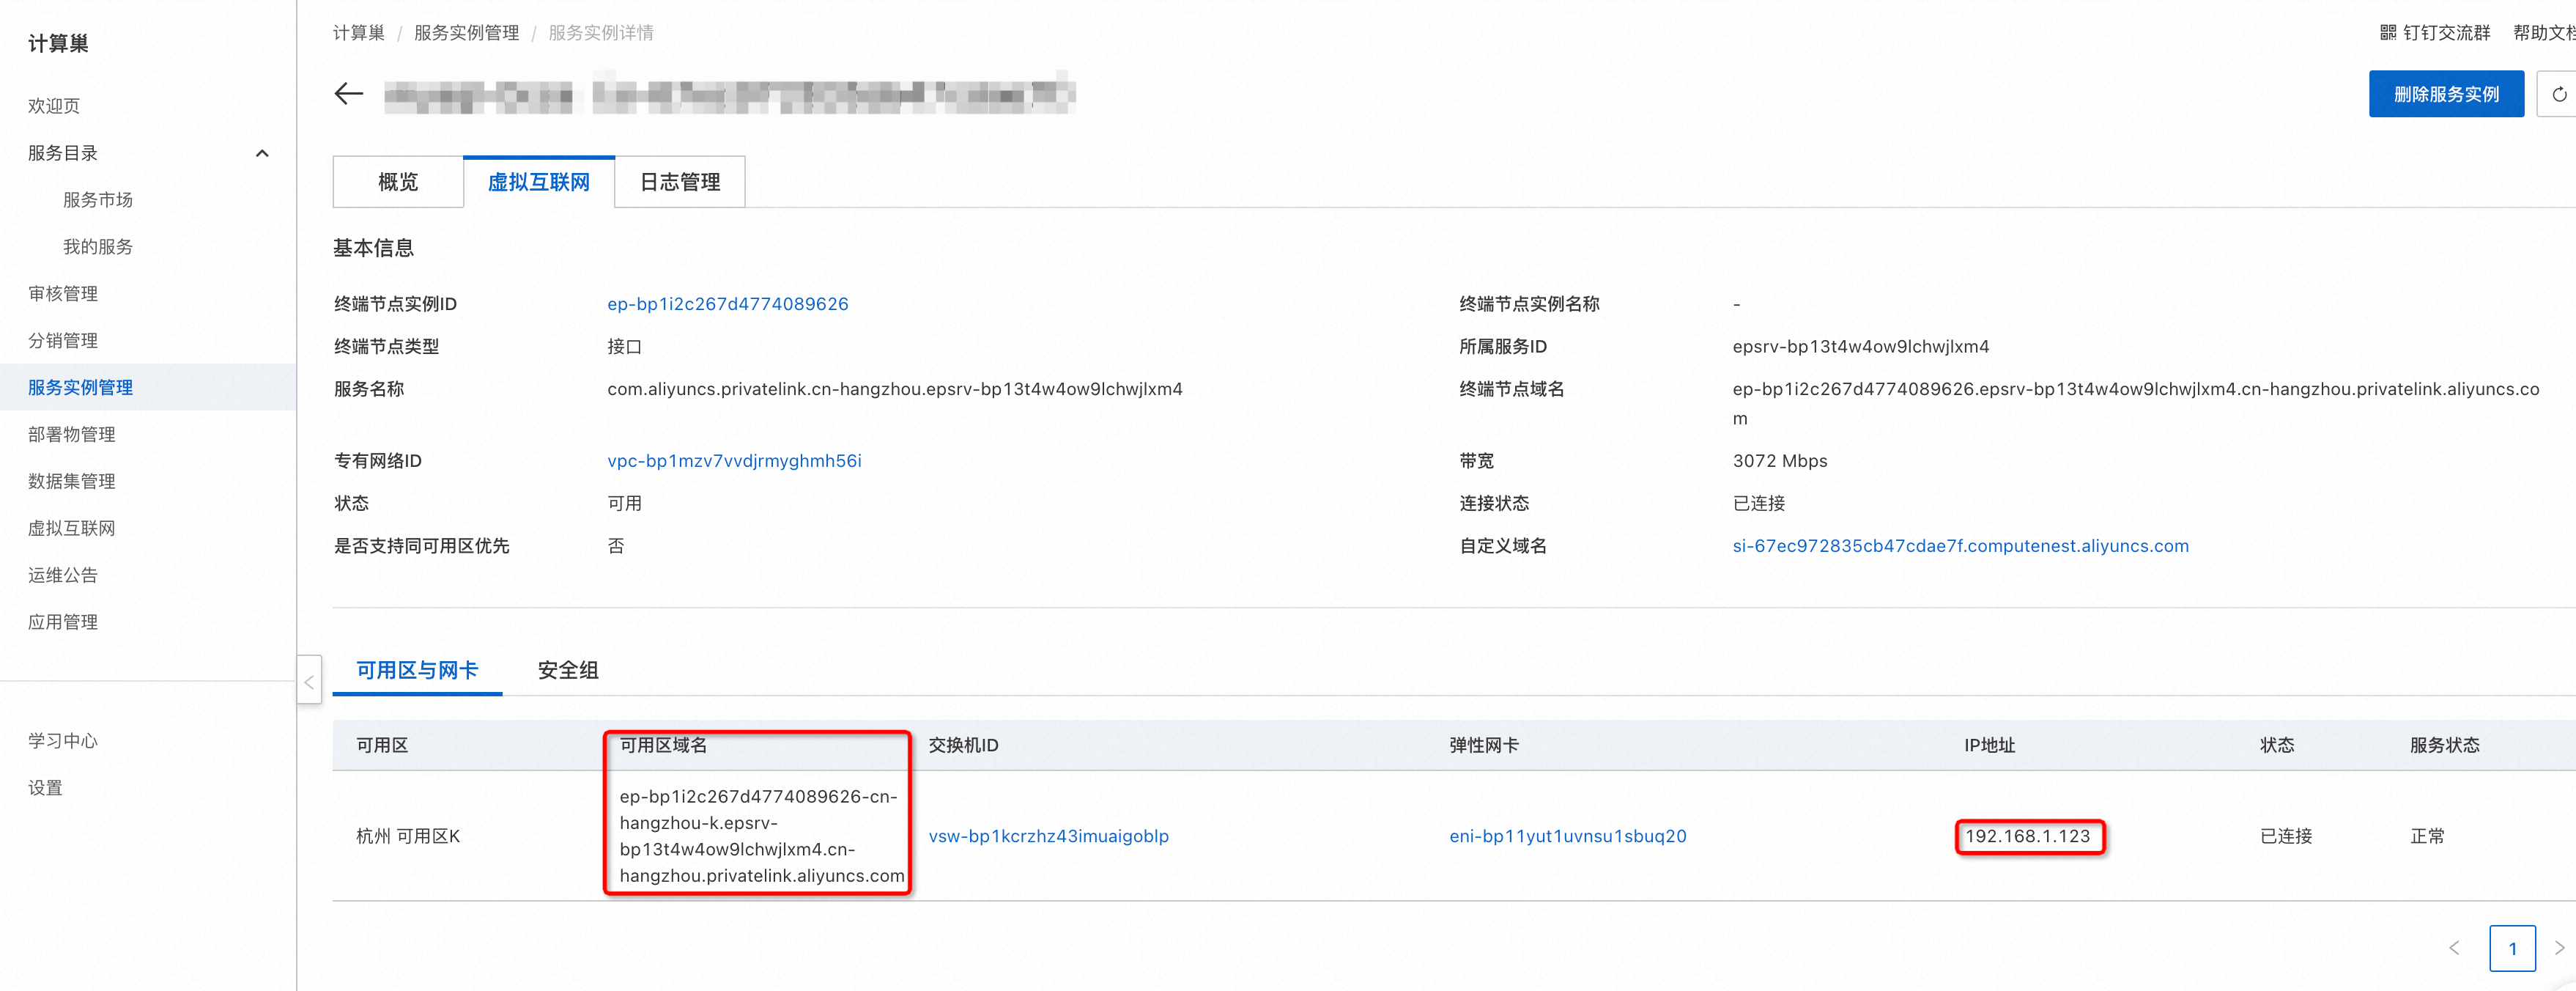 计算巢
欢迎页
服务目录
服务市场
我的服务
审核管理
分销管理
服务实例管理
部署物管理
数据集管理
虚拟互联网
运维公告
应用管理
学习中心
设置
计算巢 / 服务实例管理 / 服务实例详情
钉钉交流群 帮助文档
删除服务实例
概览 虚拟互联网 日志管理
基本信息
终端节点实例ID ep-bp1i2c267d4774089626 终端节点实例名称 -
终端节点类型 接口 所属服务ID epsrv-bp13t4w4ow9lchwjlxm4
服务名称 com.aliyuncs.privatelink.cn-hangzhou.epsrv-bp13t4w4ow9lchwjlxm4 终端节点域名 ep-bp1i2c267d4774089626.epsrv-bp13t4w4ow9lchwjlxm4.cn-hangzhou.privatelink.aliyuncs.co
m
专有网络ID vpc-bp1mzv7vvdjrmyghmh56i 带宽 3072 Mbps
状态 可用 连接状态 已连接
是否支持同可用区优先 否 自定义域名 si-67ec972835cb47cdae7f.computenest.aliyuncs.com
可用区与网卡 安全组
可用区 可用区域名 交换机ID 弹性网卡 IP地址 状态 服务状态
杭州 可用区K
ep-bp1i2c267d4774089626-cn-
hangzhou-k.epsrv-
bp13t4w4ow9lchwjlxm4.cn-
hangzhou.privatelink.aliyuncs.com
vsw-bp1kcrzhz43imuaigoblp eni-bp11yut1uvnsu1sbuq20 192.168.1.123 已连接 正常
1